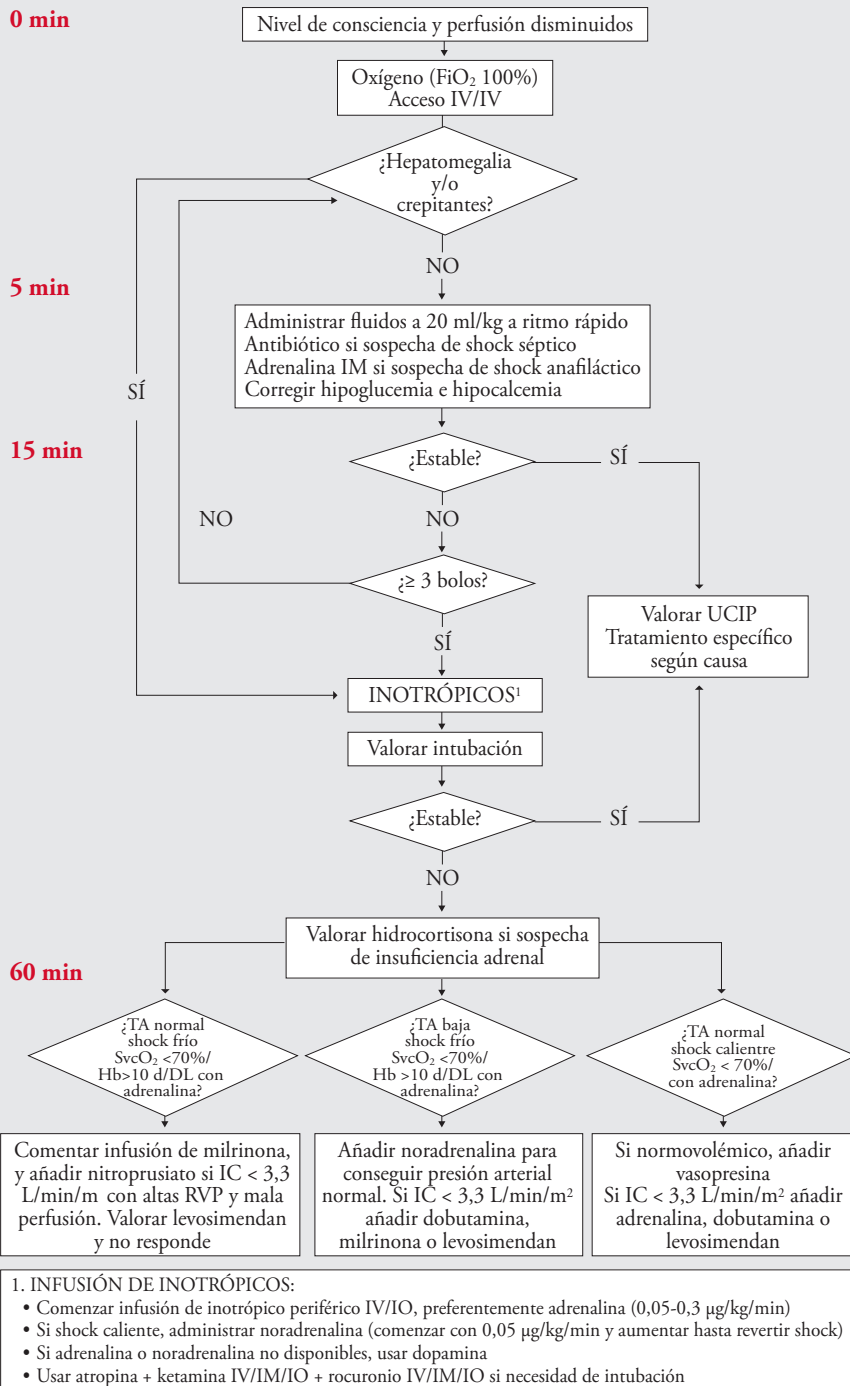 0 min
Nivel de consciencia y perfusión disminuidos
Oxígeno (FiO₂ 100%)
Acceso IV/IV
¿Hepatomegalia
y/o
crepitantes?
NO
5 min
Administrar fluidos a 20 ml/kg a ritmo rápido
Antibiótico si sospecha de shock séptico
Adrenalina IM si sospecha de shock anafiláctico
Corregir hipoglucemia e hipocalcemia
SÍ
15 min
¿Estable?
SÍ
NO
NO
¿≥ 3 bolos?
Valorar UCIP
Tratamiento específico
según causa
SÍ
INOTRÓPICOS¹
Valorar intubación
¿Estable?
SÍ
NO
Valorar hidrocortisona si sospecha
de insuficiencia adrenal
60 min
¿TA normal
shock frío
SvcO₂ <70%/
Hb>10 d/DL con
adrenalina?
¿TA baja
shock frío
SvcO₂ <70%/
Hb >10 d/DL con
adrenalina?
¿TA normal
shock caliente
SvcO₂ < 70%/
con adrenalina?
Comentar infusión de milrinona,
y añadir nitroprusiato si IC < 3,3
L/min/m con altas RVP y mala
perfusión. Valorar levosimendan
y no responde
Añadir noradrenalina para
conseguir presión arterial
normal. Si IC < 3,3 L/min/m²
añadir dobutamina,
milrinona o levosimendan
Si normovolémico, añadir
vasopresina
Si IC < 3,3 L/min/m² añadir
adrenalina, dobutamina o
levosimendan
1. INFUSIÓN DE INOTRÓPICOS:
• Comenzar infusión de inotrópico periférico IV/IO, preferentemente adrenalina (0,05-0,3 µg/kg/min)
• Si shock caliente, administrar noradrenalina (comenzar con 0,05 µg/kg/min y aumentar hasta revertir shock)
• Si adrenalina o noradrenalina no disponibles, usar dopamina
• Usar atropina + ketamina IV/IM/IO + rocuronio IV/IM/IO si necesidad de intubación